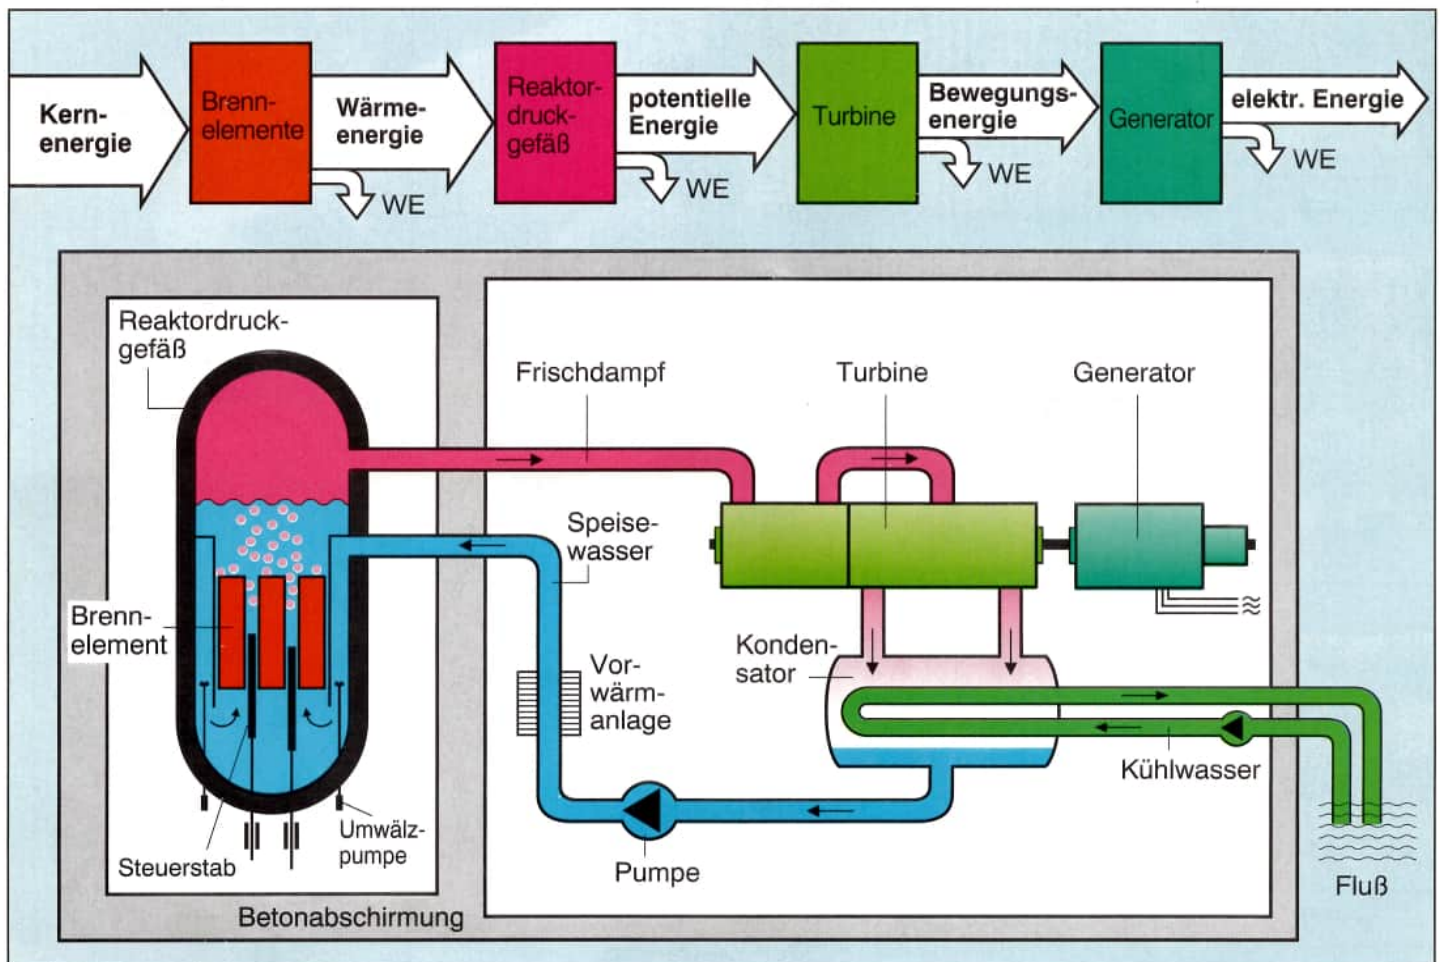 Kern-
energie
Brenn-
elemente
Wärme-
energie
WE
Reaktor-
druck-
gefäß
potentielle
Energie
WE
Turbine
Bewegungs-
energie
WE
Generator
elektr. Energie
WE
Reaktordruck-
gefäß
Frischdampf
Turbine
Generator
Speise-
wasser
Brenn-
element
Konden-
sator
Vor-
wärm-
anlage
Kühlwasser
Umwälz-
pumpe
Steuerstab
Pumpe
Fluß
Betonabschirmung